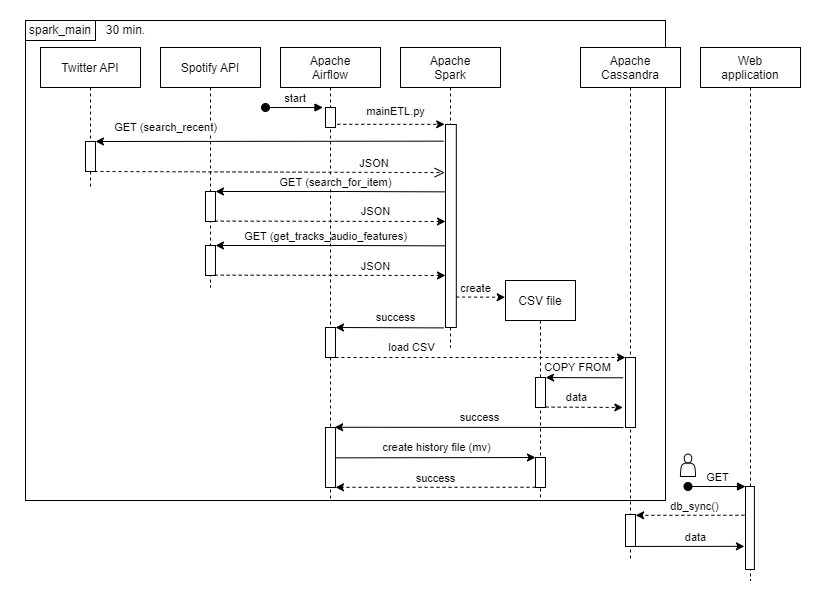 spark_main 30 min.
Twitter API
Spotify API
Apache
Airflow
Apache
Spark
Apache
Cassandra
Web
application
start
mainETL.py
GET (search_recent)
JSON
GET (search_for_item)
JSON
GET (get_tracks_audio_features)
JSON
create
CSV file
success
load CSV
COPY FROM
data
success
create history file (mv)
success
GET
db_sync()
data